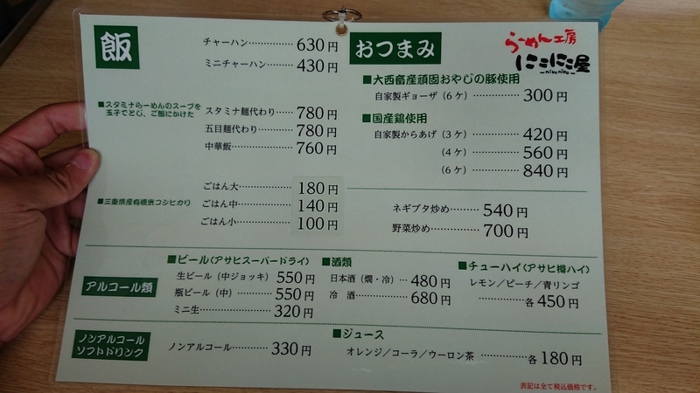 飯
チャーハン……………630円
ミニチャーハン…………430円
■スタミナらーめんのスープを
玉子でとじ、ご飯にかけた
スタミナ麺代わり……780円
五目麺代わり…………780円
中華飯…………………760円
■三重県産有機米コシヒカリ
ごはん大………………180円
ごはん中………………140円
ごはん小………………100円
おつまみ
らーめん工房
にこにこ屋
■大西畜産頑固おやじの豚使用
自家製ギョーザ（6ケ）……………300円
■国産鶏使用
自家製からあげ（3ケ）…………420円
（4ケ）…………560円
（6ケ）…………840円
ネギブタ炒め………540円
野菜炒め……………700円
アルコール類
■ビール〈アサヒスーパードライ〉
生ビール（中ジョッキ）550円
瓶ビール（中）…………550円
ミニ生……………………320円
■酒類
日本酒（燗・冷）…480円
冷酒…………………680円
■チューハイ〈アサヒ樽ハイ〉
レモン／ピーチ／青リンゴ
………各450円
ノンアルコール
ソフトドリンク
ノンアルコール…………330円
■ジュース
オレンジ／コーラ／ウーロン茶………………各180円
表記は全て税込価格です。